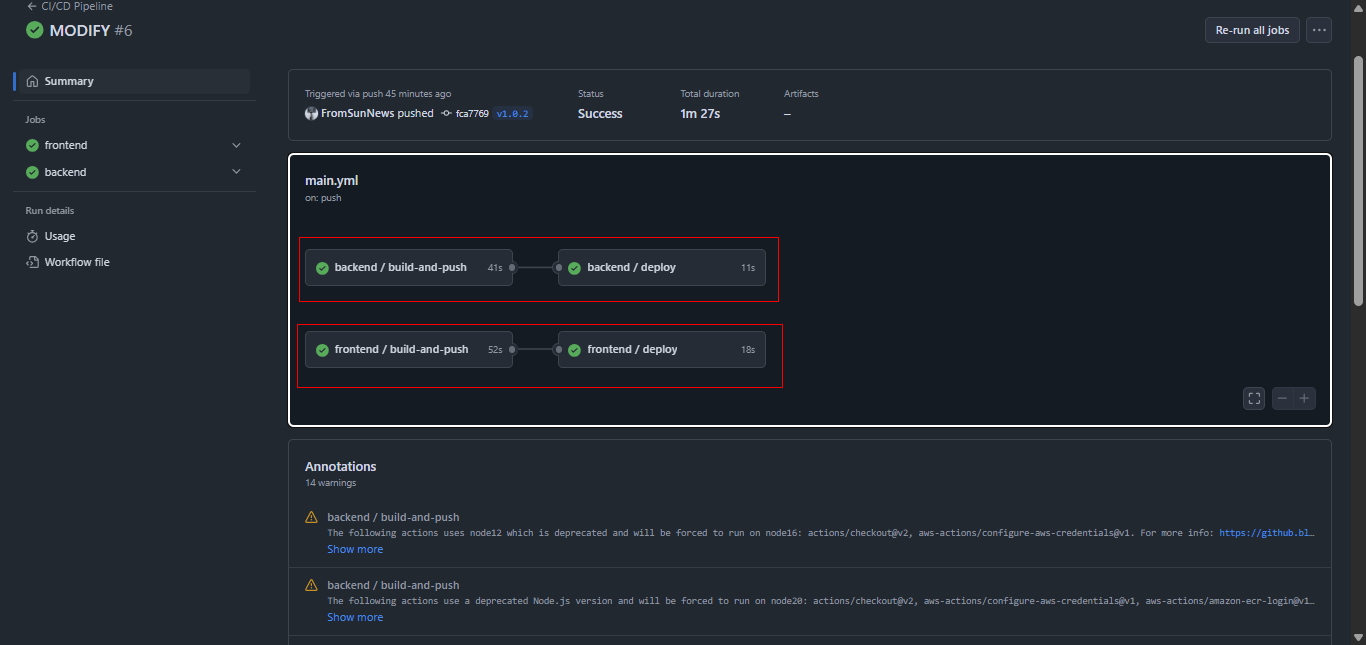 CI/CD Pipeline
MODIFY #6
Re-run all jobs
Summary
Jobs
frontend
backend
Run details
Usage
Workflow file
Triggered via push 45 minutes ago
FromSunNews pushed fca7769 v1.0.2
Status
Success
Total duration
1m 27s
Artifacts
–
main.yml
on: push
backend / build-and-push 41s
backend / deploy 11s
frontend / build-and-push 52s
frontend / deploy 18s
Annotations
14 warnings
backend / build-and-push
The following actions uses node12 which is deprecated and will be forced to run on node16: actions/checkout@v2, aws-actions/configure-aws-credentials@v1. For more info: https://github.bl…
Show more
backend / build-and-push
The following actions use a deprecated Node.js version and will be forced to run on node20: actions/checkout@v2, aws-actions/configure-aws-credentials@v1, aws-actions/amazon-ecr-login@v1…
Show more